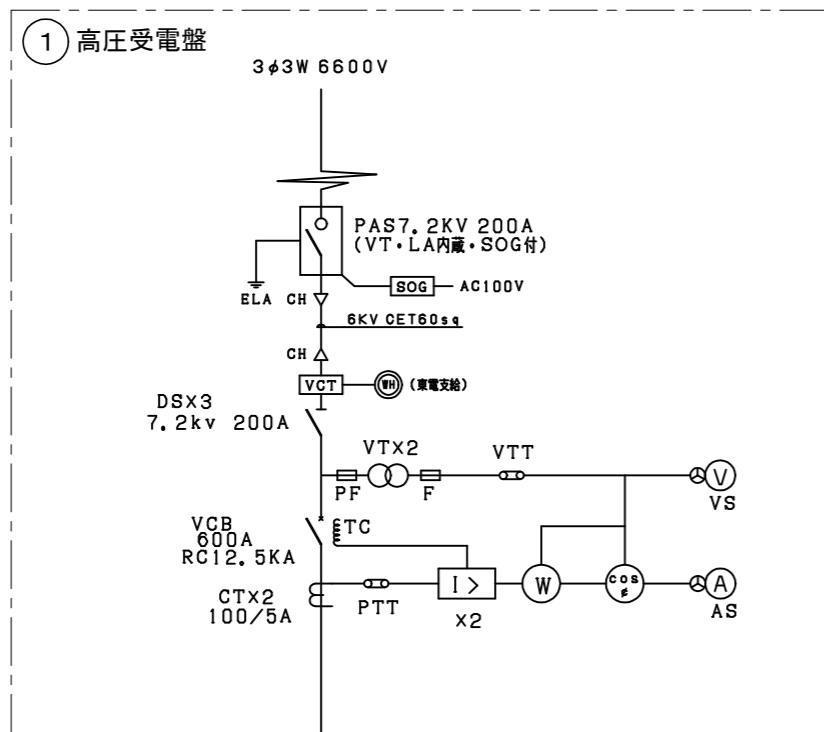 1 高圧受電盤
3φ3W 6600V
PAS7.2KV 200A
(VT・LA内蔵・SOG付)
SOG
AC100V
ELA
CH
6KV CET60sq
CH
VCT
WH
(東電支給)
DSX3
7.2kv 200A
VTX2
VTT
PF
F
V
VS
VCB
600A
RC12.5KA
TC
CTX2
100/5A
PTT
I >
X2
W
COS
φ
A
AS